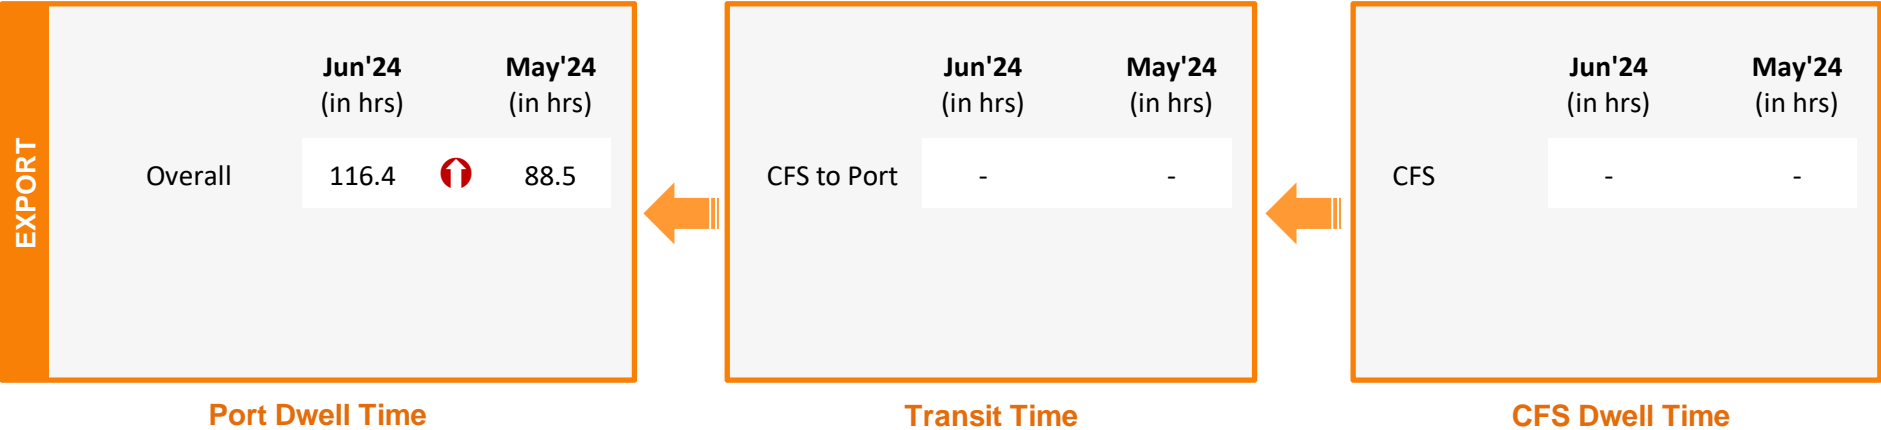 EXPORT
Jun'24 May'24
(in hrs) (in hrs)
Overall 116.4 88.5
Port Dwell Time
Jun'24 May'24
(in hrs) (in hrs)
CFS to Port - -
Transit Time
Jun'24 May'24
(in hrs) (in hrs)
CFS - -
CFS Dwell Time